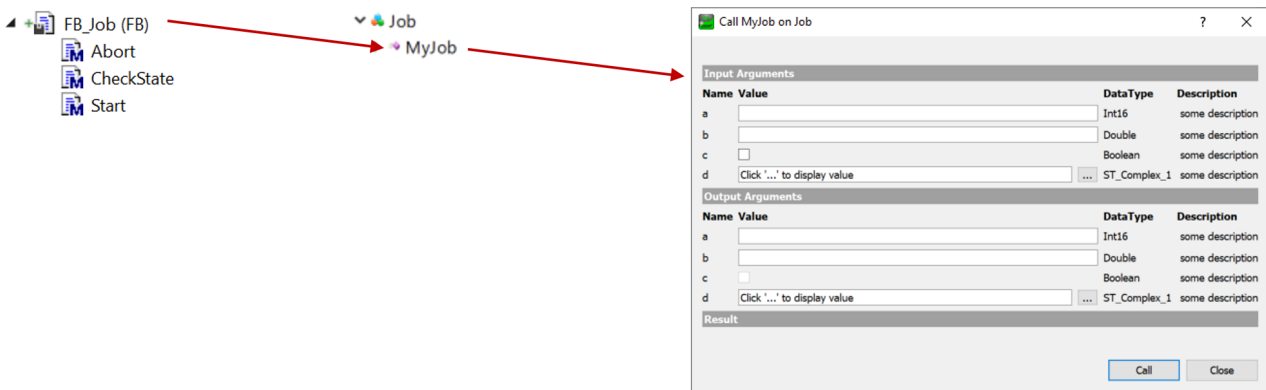 FB_Job (FB)
Abort
CheckState
Start
Job
MyJob
Call MyJob on Job
Input Arguments
Name Value DataType Description
a Int16 some description
b Double some description
c Boolean some description
d Click '...' to display value ... ST_Complex_1 some description
Output Arguments
Name Value DataType Description
a Int16 some description
b Double some description
c Boolean some description
d Click '...' to display value ... ST_Complex_1 some description
Result
Call Close